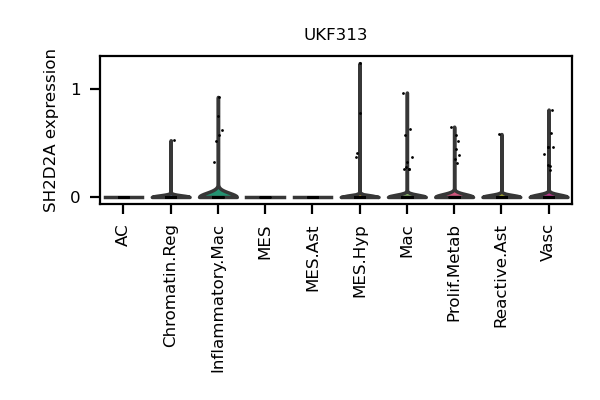 UKF313
SH2D2A expression
1
0
AC
Chromatin.Reg
Inflammatory.Mac
MES
MES.Ast
MES.Hyp
Mac
Prolif.Metab
Reactive.Ast
Vasc